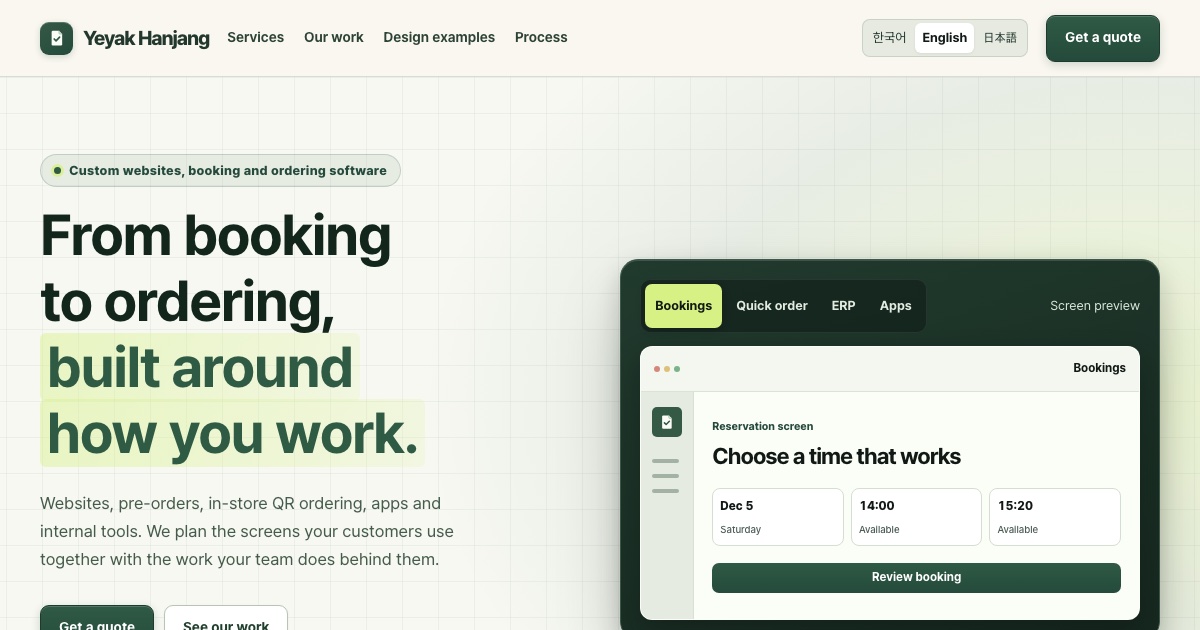 Yeyak Hanjang
Services
Our work
Design examples
Process
한국어
English
日本語
Get a quote
Custom websites, booking and ordering software
From booking
to ordering,
built around
how you work.
Websites, pre-orders, in-store QR ordering, apps and
internal tools. We plan the screens your customers use
together with the work your team does behind them.
Get a quote
See our work
Bookings
Quick order
ERP
Apps
Screen preview
Bookings
Reservation screen
Choose a time that works
Dec 5
Saturday
14:00
Available
15:20
Available
Review booking